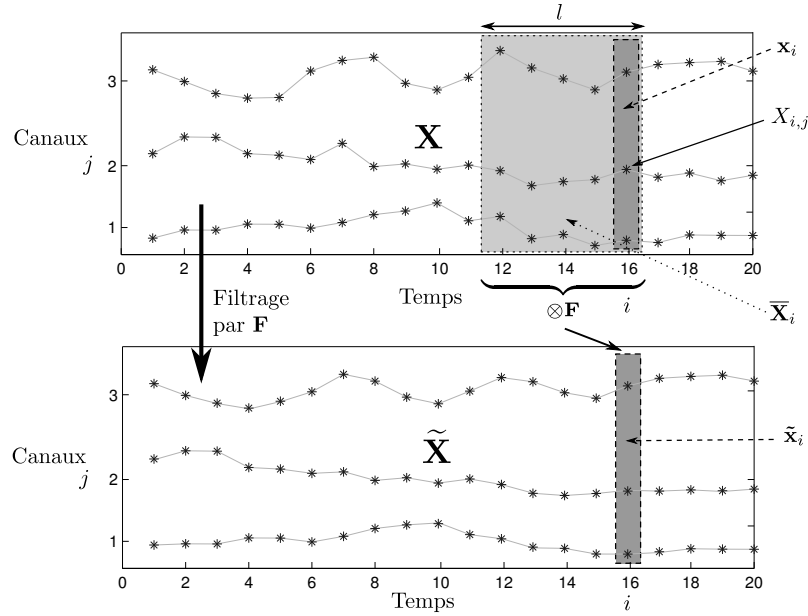 l
3
Canaux
j
2
1
X
x_i
X_{i,j}
0 2 4 6 8 10 12 14 16 18 20
Temps
i
X̅_i
⊗F
Filtrage
par F
3
Canaux
j
2
1
X̃
x̃_i
0 2 4 6 8 10 12 14 16 18 20
Temps
i